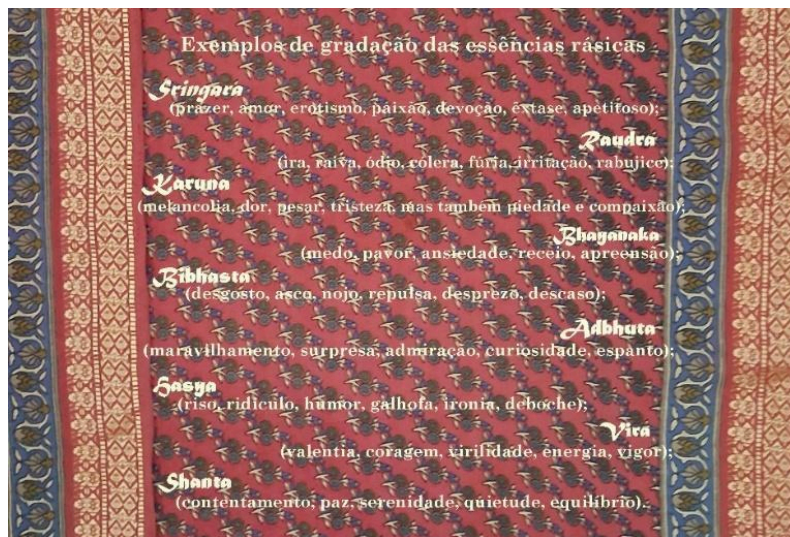 Exemplos de gradação das essências rásicas
Sringara
(prazer, amor, erotismo, paixão, devoção, êxtase, apetitoso);
Raudra
(ira, raiva, ódio, cólera, fúria, irritação, rabujice);
Karuna
(melancolia, dor, pesar, tristeza, mas também piedade e compaixão);
Bhayanaka
(medo, pavor, ansiedade, receio, apreensão);
Bibhasta
(desgosto, asco, nojo, repulsa, desprezo, descaso);
Adbhuta
(maravilhamento, surpresa, admiração, curiosidade, espanto);
Hasya
(riso, ridículo, humor, galhofa, ironia, deboche);
Vira
(valentia, coragem, virilidade, energia, vigor);
Shanta
(contentamento, paz, serenidade, quietude, equilíbrio).